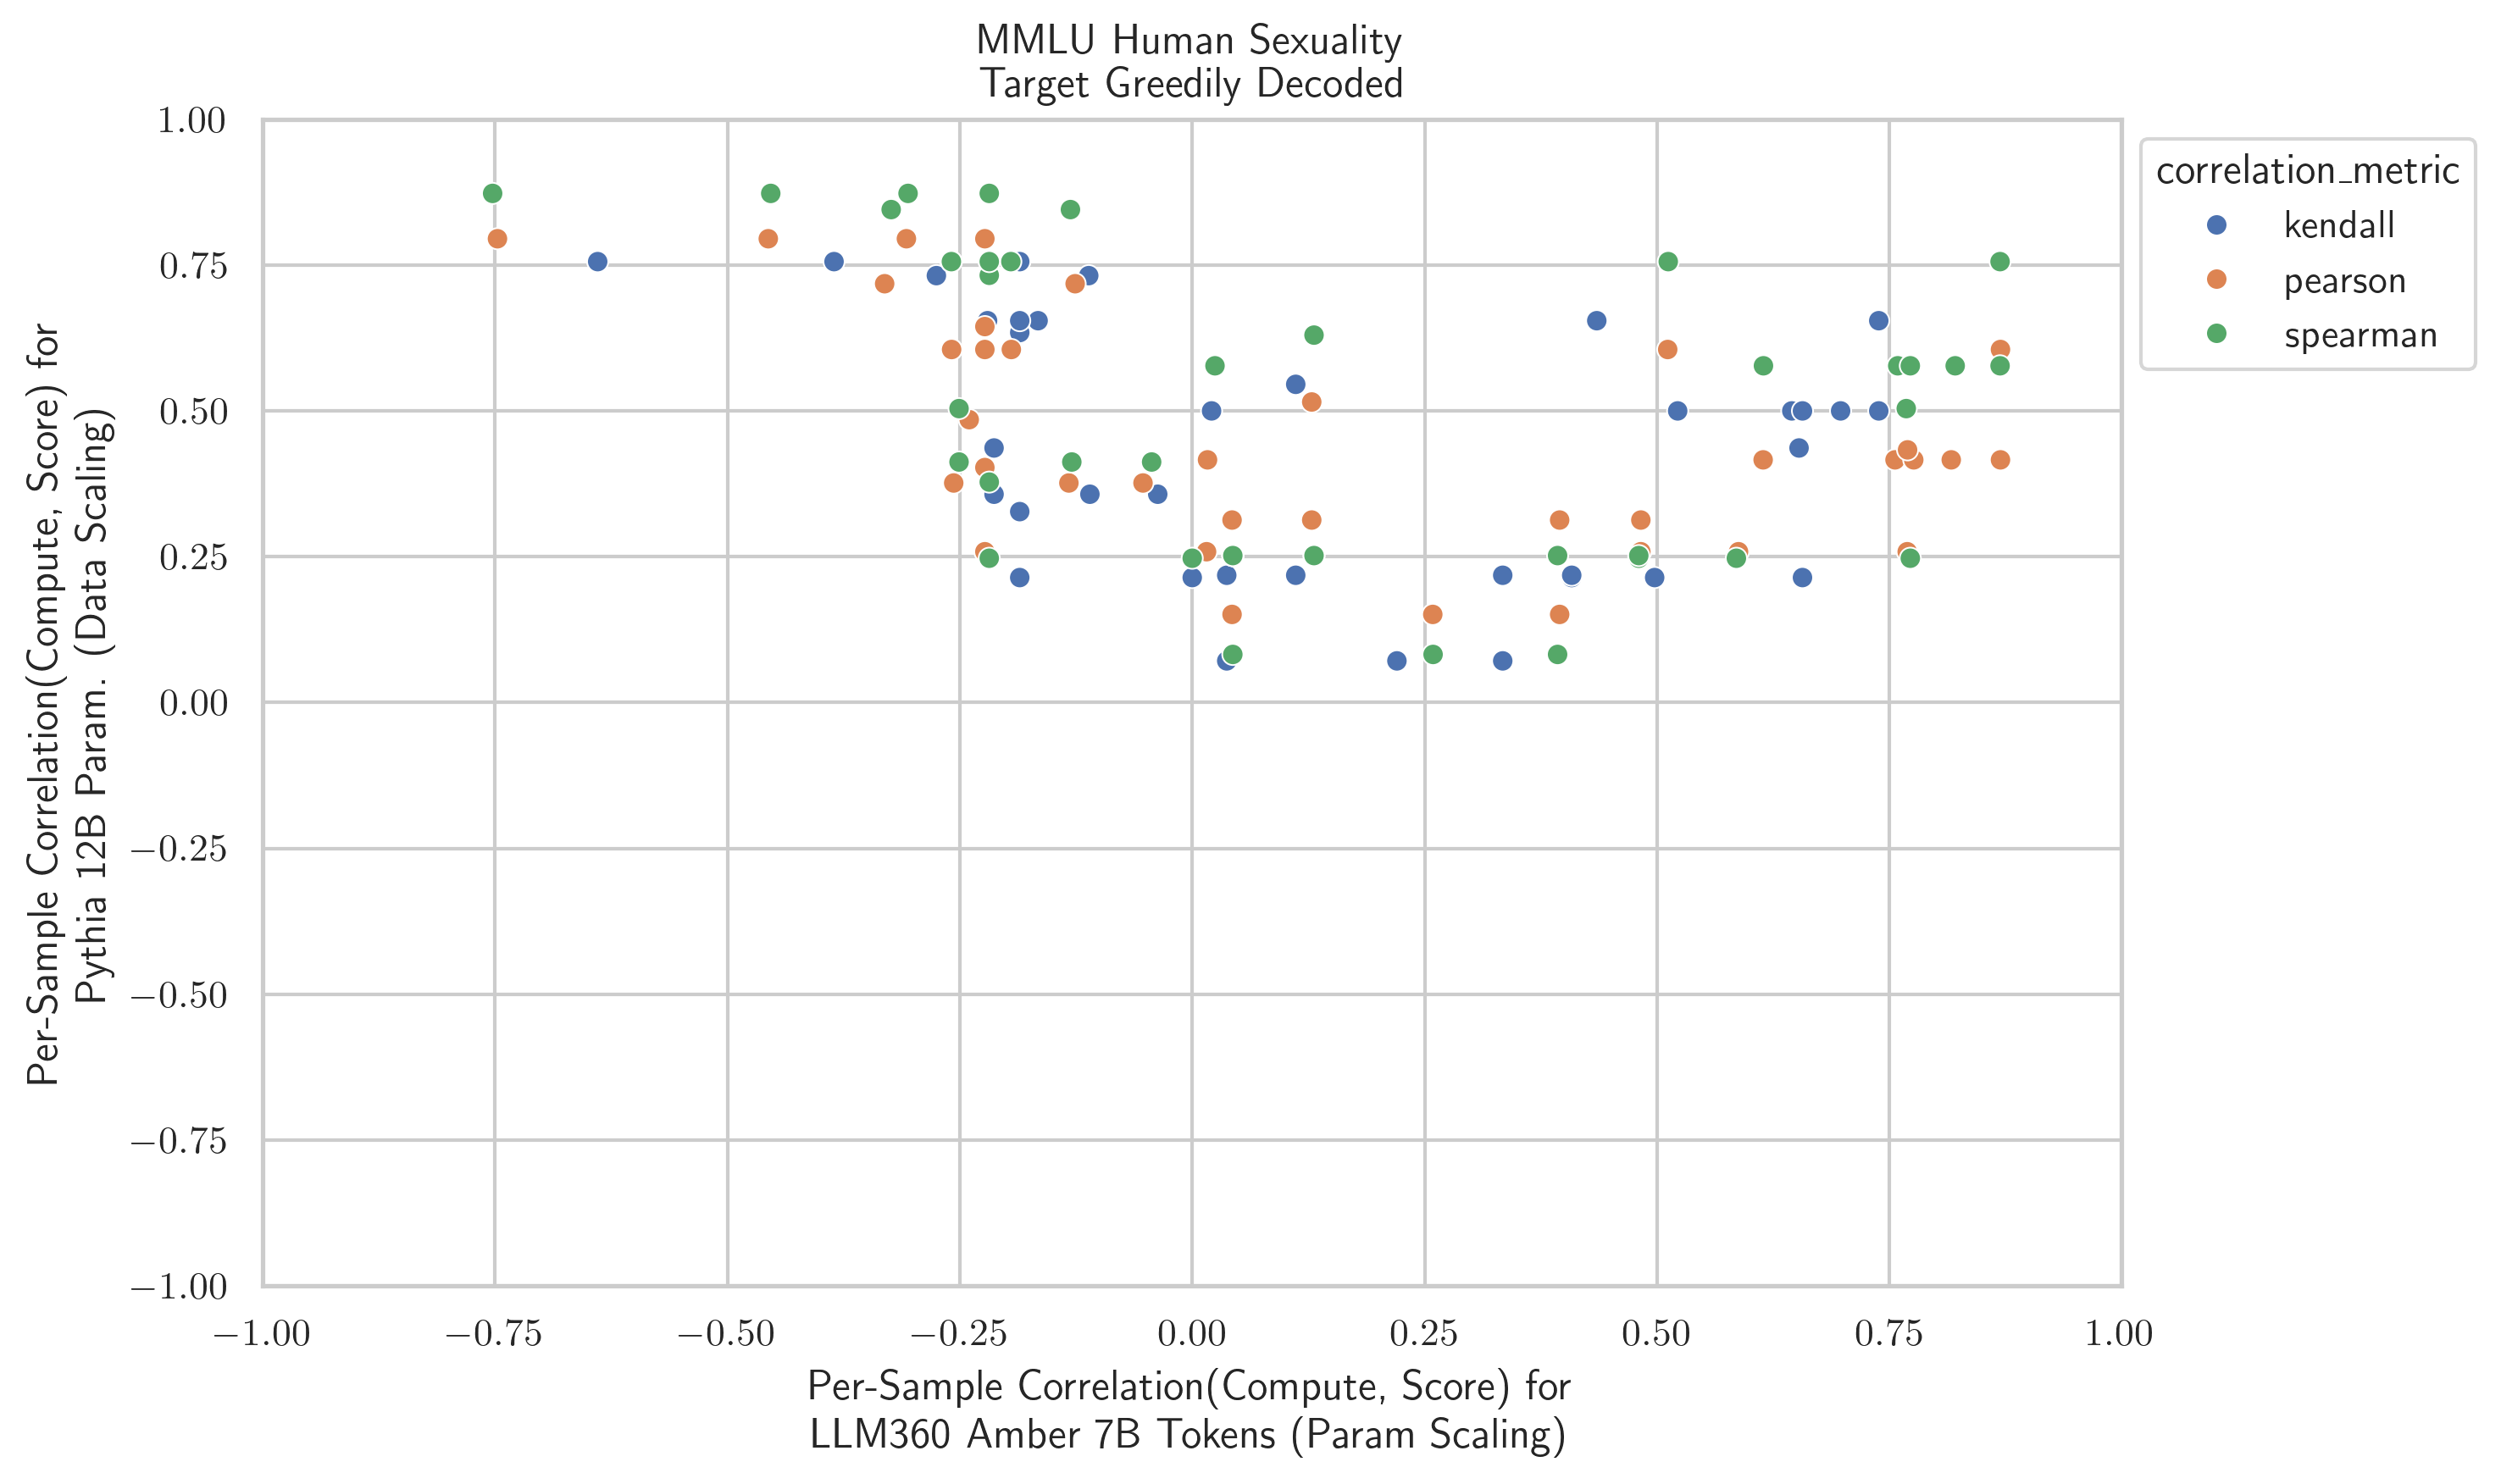 MMLU Human Sexuality
Target Greedily Decoded
Per-Sample Correlation(Compute, Score) for
Pythia 12B Param. (Data Scaling)
1.00
0.75
0.50
0.25
0.00
−0.25
−0.50
−0.75
−1.00
correlation_metric
kendall
pearson
spearman
−1.00 −0.75 −0.50 −0.25 0.00 0.25 0.50 0.75 1.00
Per-Sample Correlation(Compute, Score) for
LLM360 Amber 7B Tokens (Param Scaling)